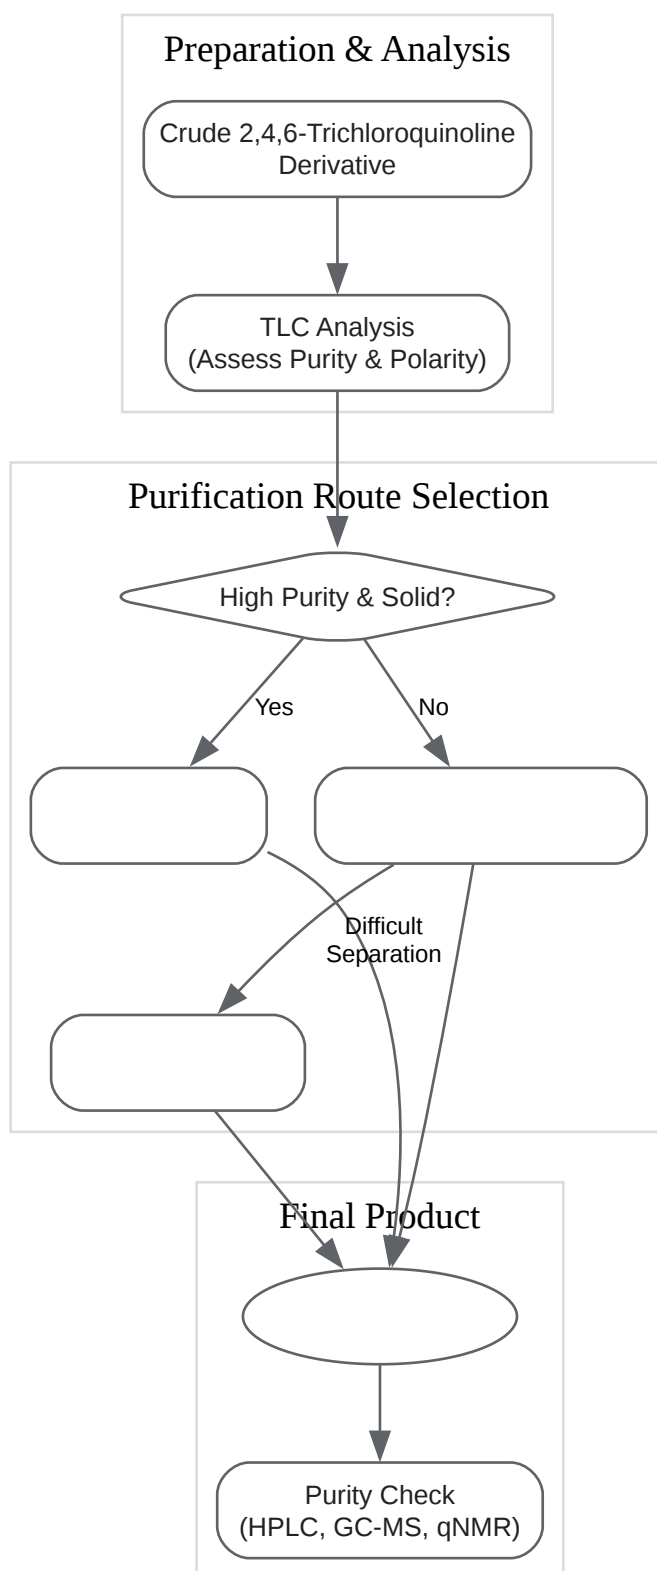 Preparation & Analysis
Crude 2,4,6-Trichloroquinoline
Derivative
TLC Analysis
(Assess Purity & Polarity)
Purification Route Selection
High Purity & Solid?
Yes
No
Difficult
Separation
Final Product
Purity Check
(HPLC, GC-MS, qNMR)